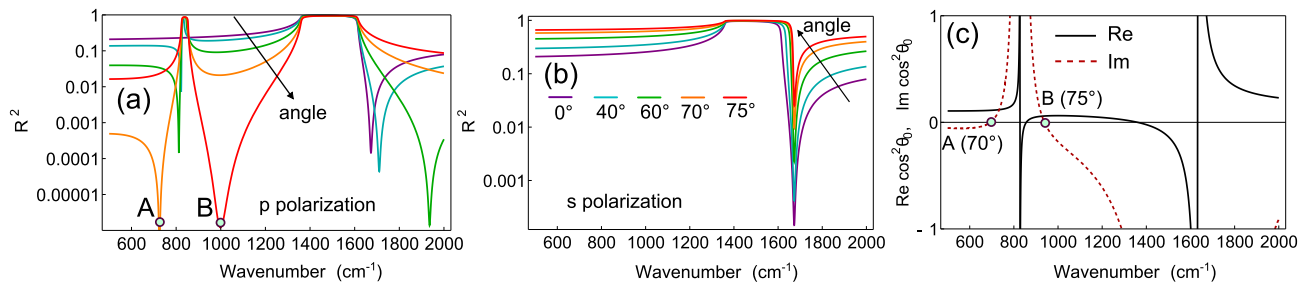 1
0.1
0.01
0.001
0.0001
0.00001
R²
(a)
angle
A
B
p polarization
600 800 1000 1200 1400 1600 1800 2000
Wavenumber (cm⁻¹)
1
0.1
0.01
0.001
R²
(b)
angle
0° 40° 60° 70° 75°
s polarization
600 800 1000 1200 1400 1600 1800 2000
Wavenumber (cm⁻¹)
1
0
- 1
Re cos²θ₀, Im cos²θ₀
(c)
Re
Im
B (75°)
A (70°)
600 800 1000 1200 1400 1600 1800 2000
Wavenumber (cm⁻¹)